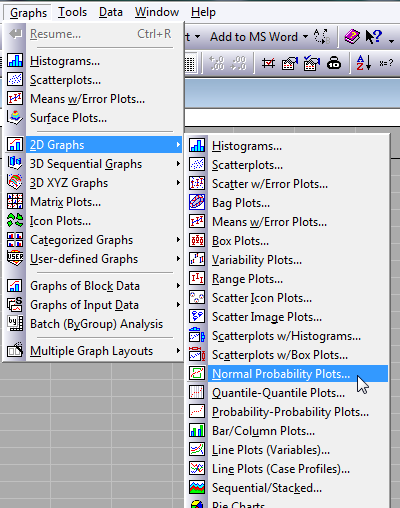 Graphs Tools Data Window Help
Resume... Ctrl+R
Add to MS Word
Histograms...
Scatterplots...
Means w/Error Plots...
Surface Plots...
2D Graphs
3D Sequential Graphs
3D XYZ Graphs
Matrix Plots...
Icon Plots...
Categorized Graphs
User-defined Graphs
Graphs of Block Data
Graphs of Input Data
Batch (ByGroup) Analysis
Multiple Graph Layouts
Histograms...
Scatterplots...
Scatter w/Error Plots...
Bag Plots...
Means w/Error Plots...
Box Plots...
Variability Plots...
Range Plots...
Scatter Icon Plots...
Scatter Image Plots...
Scatterplots w/Histograms...
Scatterplots w/Box Plots...
Normal Probability Plots...
Quantile-Quantile Plots...
Probability-Probability Plots...
Bar/Column Plots...
Line Plots (Variables)...
Line Plots (Case Profiles)...
Sequential/Stacked...
Pie Charts...